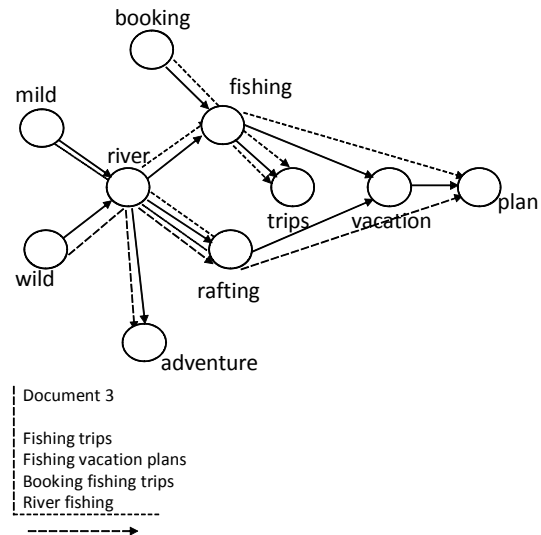 booking
fishing
mild
river
trips
vacation
plan
wild
rafting
adventure
Document 3
Fishing trips
Fishing vacation plans
Booking fishing trips
River fishing